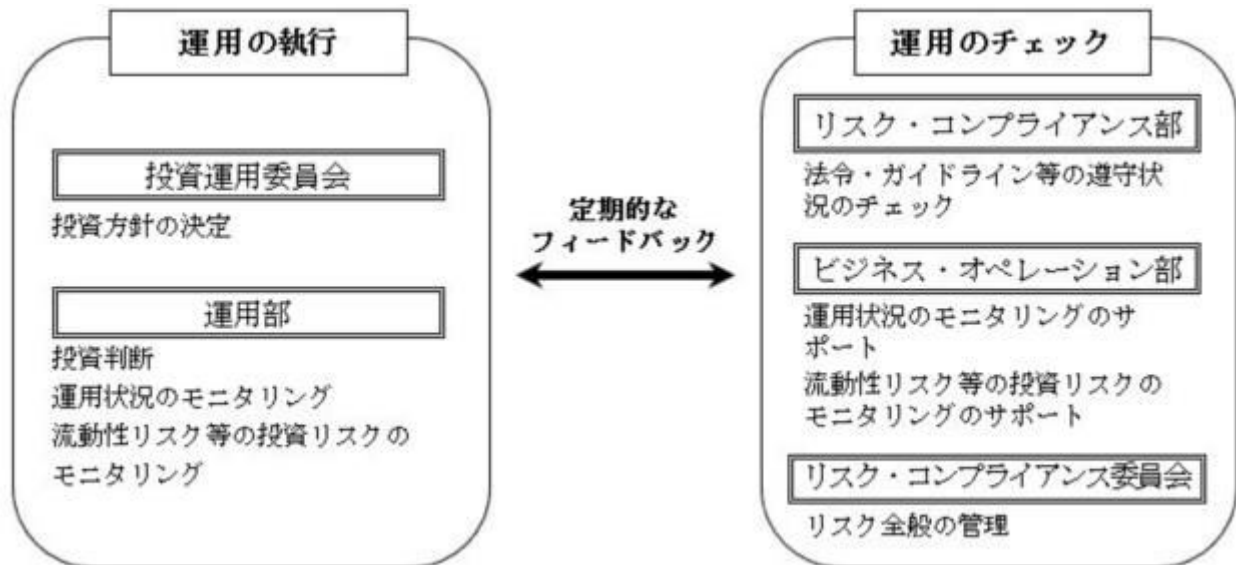 運用の執行
投資運用委員会
投資方針の決定
運用部
投資判断
運用状況のモニタリング
流動性リスク等の投資リスクの
モニタリング
定期的な
フィードバック
運用のチェック
リスク・コンプライアンス部
法令・ガイドライン等の遵守状
況のチェック
ビジネス・オペレーション部
運用状況のモニタリングのサ
ポート
流動性リスク等の投資リスクの
モニタリングのサポート
リスク・コンプライアンス委員会
リスク全般の管理